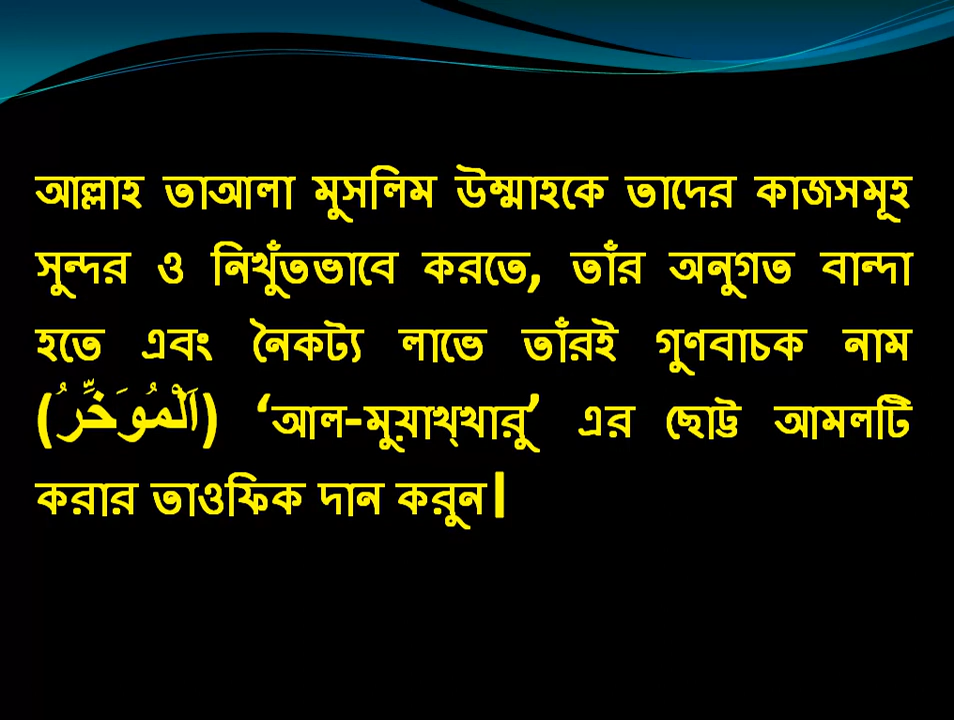 আল্লাহ তাআলা মুসলিম উম্মাহকে তাদের কাজসমূহ
সুন্দর ও নিখুঁতভাবে করতে, তাঁর অনুগত বান্দা
হতে এবং নৈকট্য লাভে তাঁরই গুণবাচক নাম
(اَلْمُوَخِّرُ) ‘আল-মুয়াখ্খারু’ এর ছোট্ট আমলটি
করার তাওফিক দান করুন।